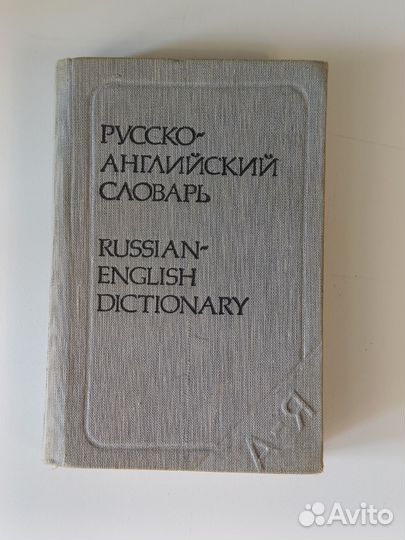 РУССКО-
АНГЛИЙСКИЙ
СЛОВАРЬ
RUSSIAN-
ENGLISH
DICTIONARY
А-Я
Avito